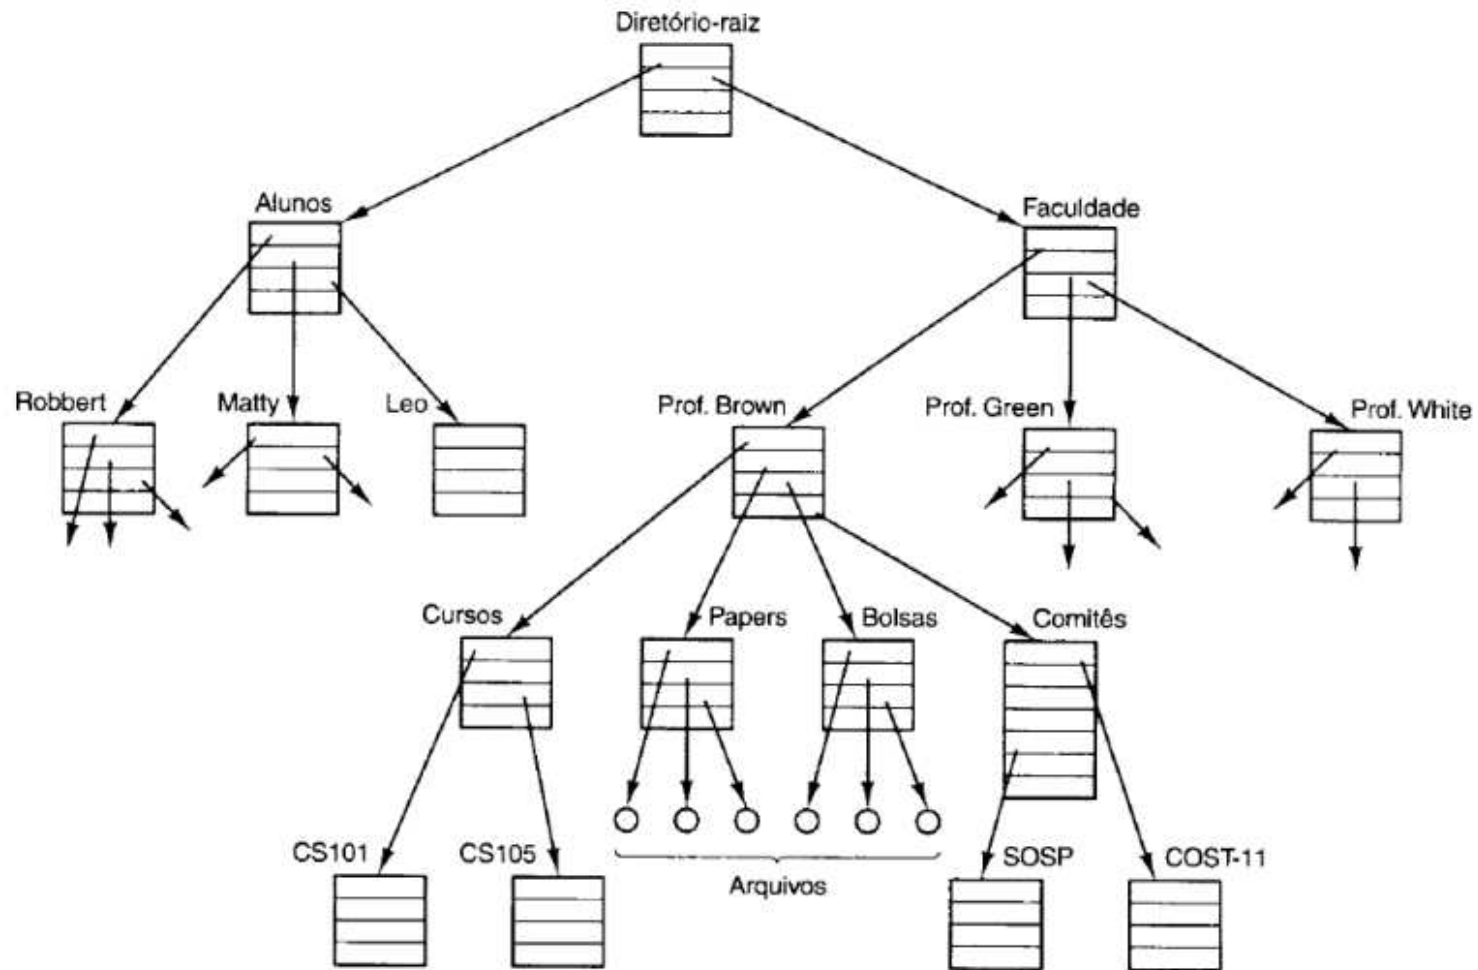 Diretório-raiz
Alunos
Faculdade
Robbert
Matty
Leo
Prof. Brown
Prof. Green
Prof. White
Cursos
Papers
Bolsas
Comitês
CS101
CS105
Arquivos
SOSP
COST-11